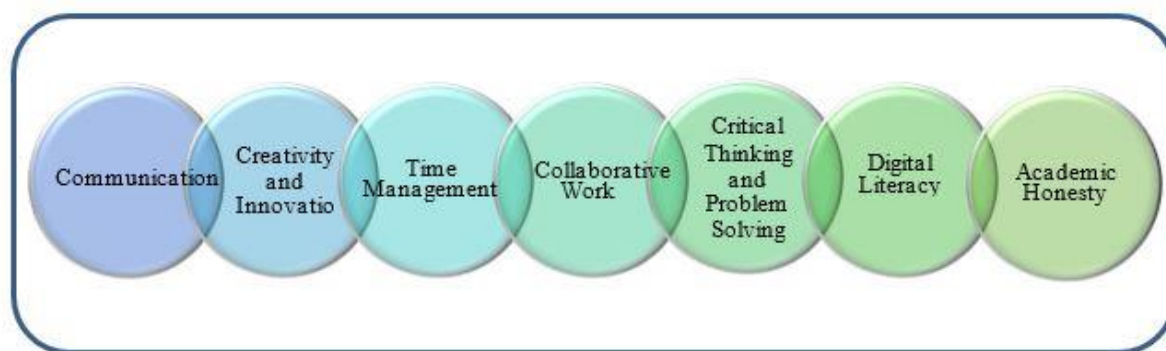 Communication
Creativity
and
Innovatio
Time
Management
Collaborative
Work
Critical
Thinking
and
Problem
Solving
Digital
Literacy
Academic
Honesty